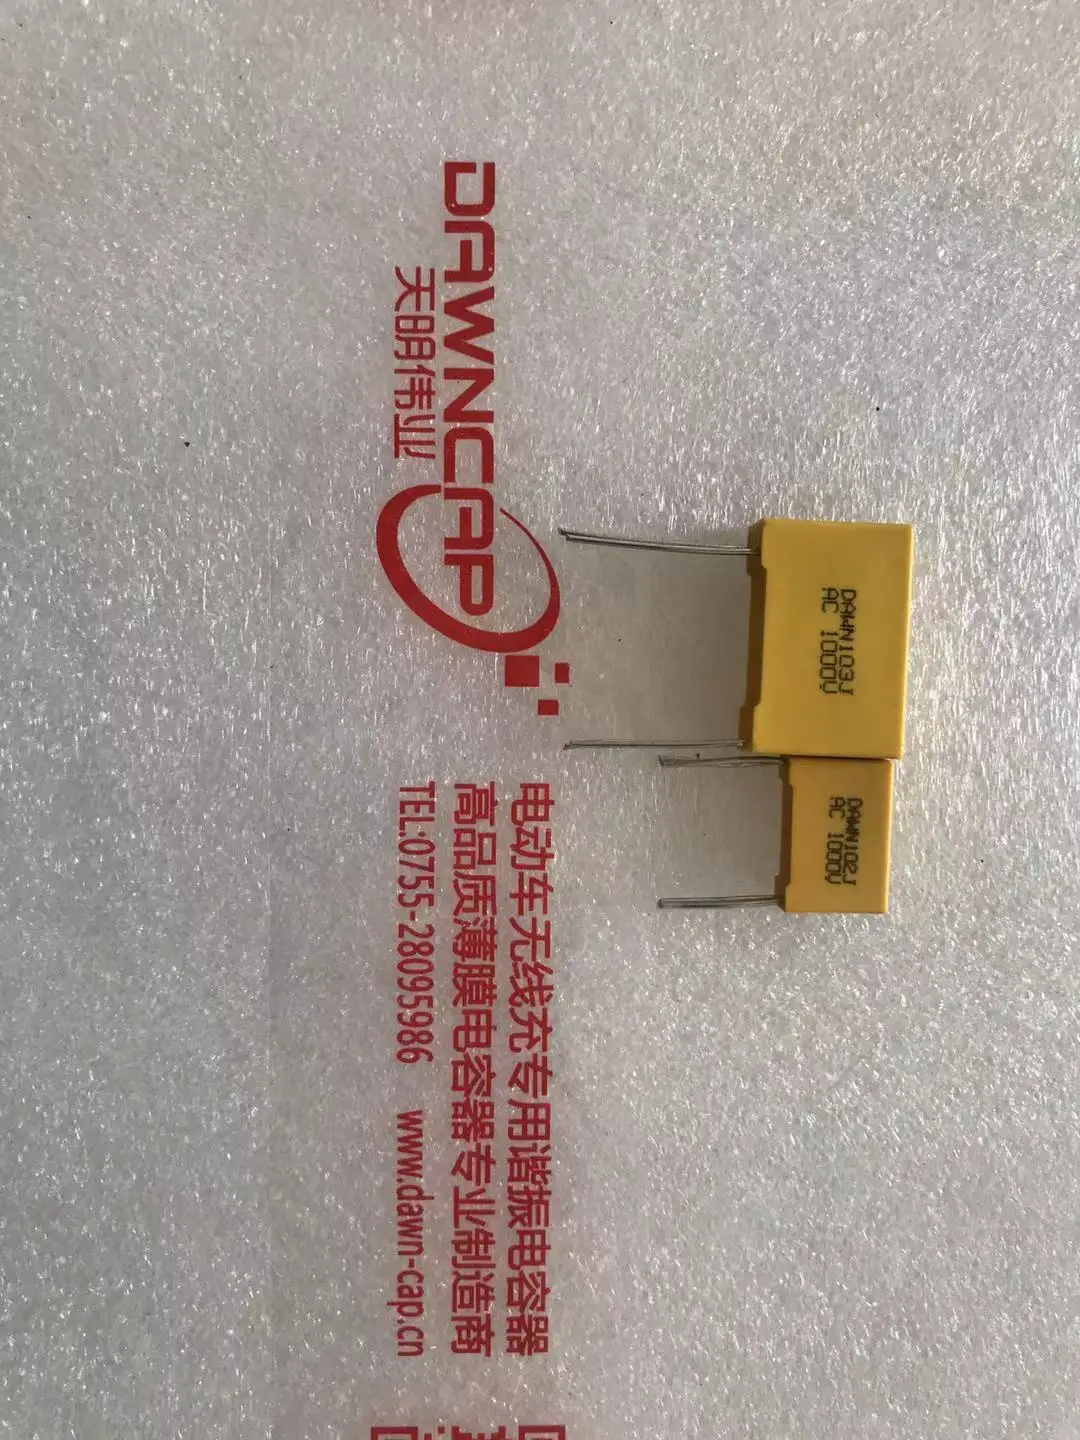 DAWNCAP
天明伟业
电动车无线充专用谐振电容器
高品质薄膜电容器专业制造商
TEL:0755-28095986 www.dawn-cap.cn
DAWN103J
AC 1000V
DAWN102J
AC 1000V